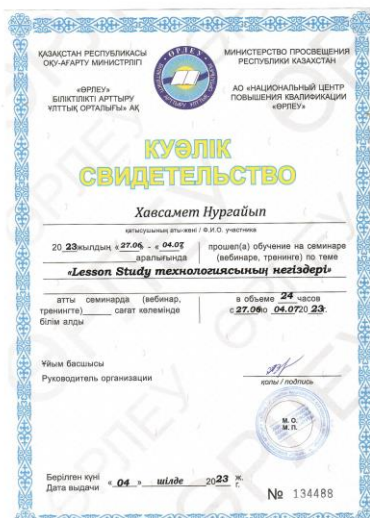 ҚАЗАҚСТАН РЕСПУБЛИКАСЫ
ОҚУ-АҒАРТУ МИНИСТРЛІГІ
«ӨРЛЕУ»
БІЛІКТІЛІКТІ АРТТЫРУ
ҰЛТТЫҚ ОРТАЛЫҒЫ» АҚ
ӨРЛЕУ
МИНИСТЕРСТВО ПРОСВЕЩЕНИЯ
РЕСПУБЛИКИ КАЗАХСТАН
АО «НАЦИОНАЛЬНЫЙ ЦЕНТР
ПОВЫШЕНИЯ КВАЛИФИКАЦИИ
«ӨРЛЕУ»
КУӘЛІК
СВИДЕТЕЛЬСТВО
Хавсамет Нургайып
қатысушының аты-жөні / Ф.И.О. участника
20 23 жылдың «27.06 - « 04.07
аралығында
прошел(а) обучение на семинаре
(вебинаре, тренинге) по теме
«Lesson Study технологиясының негіздері»
атты семинарда (вебинар,
тренингте)______ сағат көлемінде
білім алды
в объеме 24 часов
с 27.06 по 04.07 20 23г.
Ұйым басшысы
Руководитель организации
қолы / подпись
М. О.
М. П.
Берілген күні
Дата выдачи
« 04 » шілде 2023 ж.
г.
№ 134488